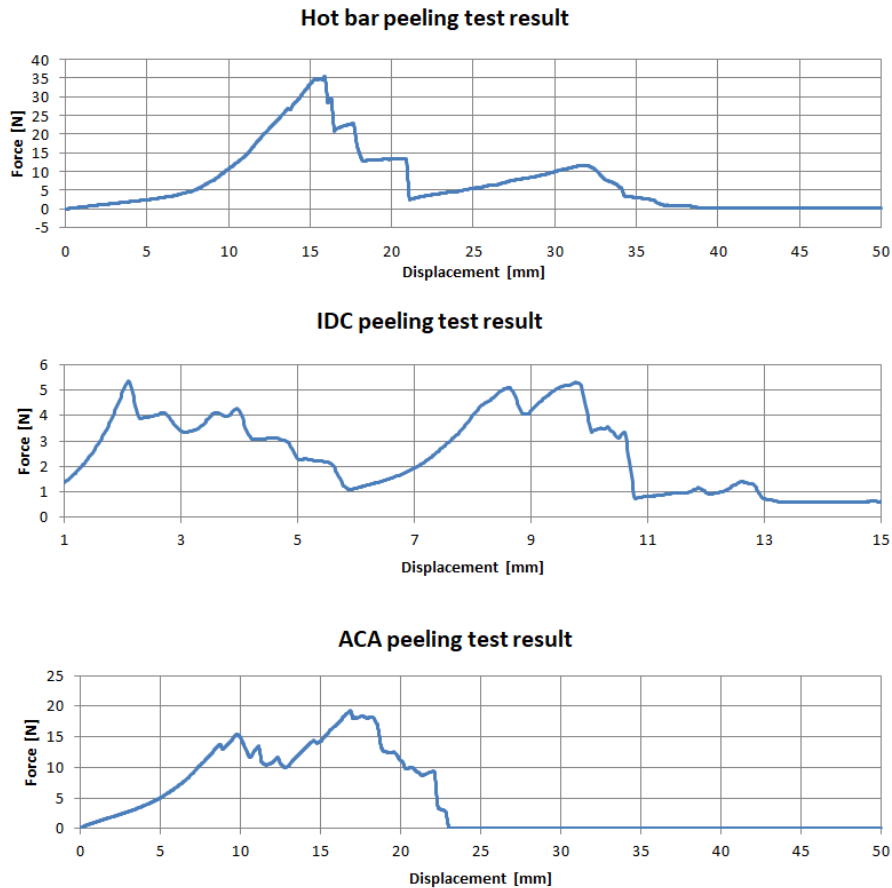 Hot bar peeling test result
40
35
30
25
20
15
10
5
0
-5
Force [N]
0 5 10 15 20 25 30 35 40 45 50
Displacement [mm]
IDC peeling test result
6
5
4
3
2
1
0
Force [N]
1 3 5 7 9 11 13 15
Displacement [mm]
ACA peeling test result
25
20
15
10
5
0
Force [N]
0 5 10 15 20 25 30 35 40 45 50
Displacement [mm]